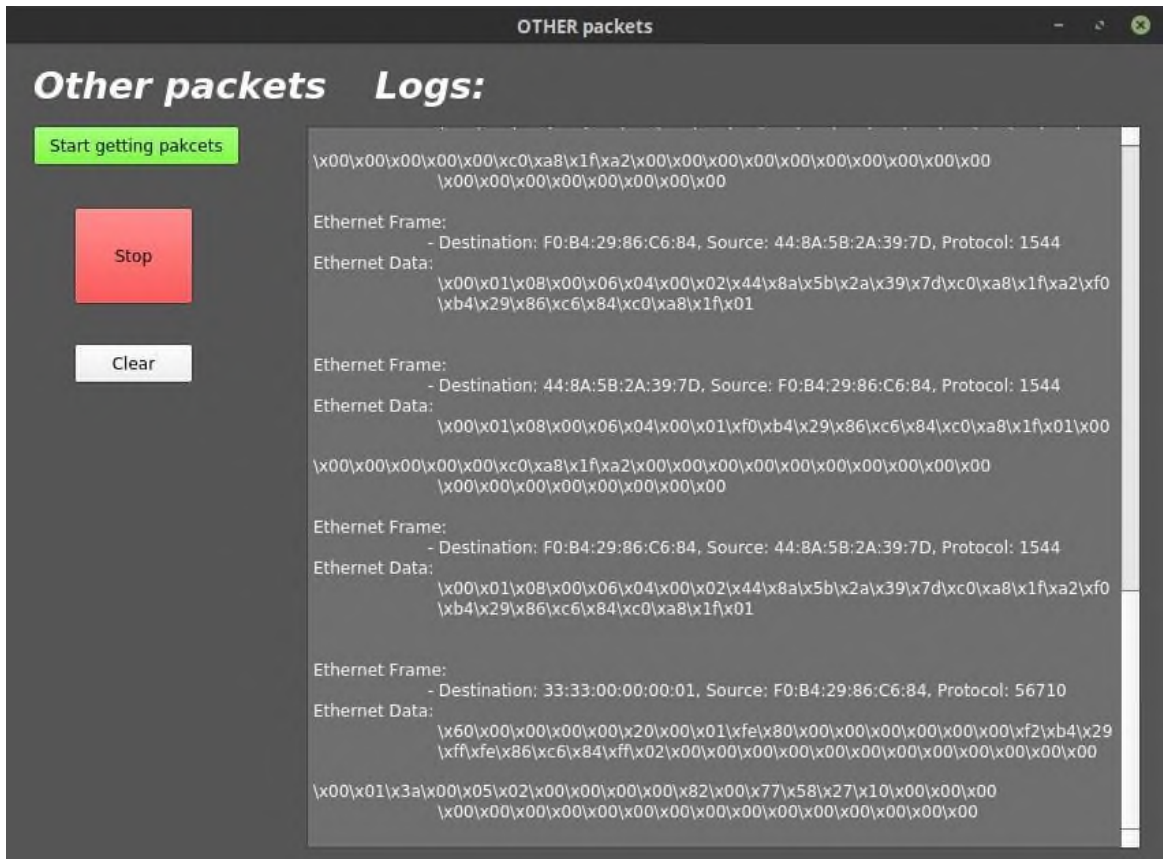 OTHER packets
Other packets Logs:
Start getting pakcets
Stop
Clear
\x00\x00\x00\x00\x00\xc0\xa8\x1f\xa2\x00\x00\x00\x00\x00\x00\x00\x00\x00\x00
\x00\x00\x00\x00\x00\x00\x00\x00
Ethernet Frame:
- Destination: F0:B4:29:86:C6:84, Source: 44:8A:5B:2A:39:7D, Protocol: 1544
Ethernet Data:
\x00\x01\x08\x00\x06\x04\x00\x02\x44\x8a\x5b\x2a\x39\x7d\xc0\xa8\x1f\xa2\xf0
\xb4\x29\x86\xc6\x84\xc0\xa8\x1f\x01
Ethernet Frame:
- Destination: 44:8A:5B:2A:39:7D, Source: F0:B4:29:86:C6:84, Protocol: 1544
Ethernet Data:
\x00\x01\x08\x00\x06\x04\x00\x01\xf0\xb4\x29\x86\xc6\x84\xc0\xa8\x1f\x01\x00
\x00\x00\x00\x00\x00\xc0\xa8\x1f\xa2\x00\x00\x00\x00\x00\x00\x00\x00\x00\x00
\x00\x00\x00\x00\x00\x00\x00\x00
Ethernet Frame:
- Destination: F0:B4:29:86:C6:84, Source: 44:8A:5B:2A:39:7D, Protocol: 1544
Ethernet Data:
\x00\x01\x08\x00\x06\x04\x00\x02\x44\x8a\x5b\x2a\x39\x7d\xc0\xa8\x1f\xa2\xf0
\xb4\x29\x86\xc6\x84\xc0\xa8\x1f\x01
Ethernet Frame:
- Destination: 33:33:00:00:00:01, Source: F0:B4:29:86:C6:84, Protocol: 56710
Ethernet Data:
\x60\x00\x00\x00\x00\x20\x00\x01\xfe\x80\x00\x00\x00\x00\x00\x00\xf2\xb4\x29
\xff\xfe\x86\xc6\x84\xff\x02\x00\x00\x00\x00\x00\x00\x00\x00\x00\x00\x00\x00
\x00\x01\x3a\x00\x05\x02\x00\x00\x00\x00\x82\x00\x77\x58\x27\x10\x00\x00\x00
\x00\x00\x00\x00\x00\x00\x00\x00\x00\x00\x00\x00\x00\x00\x00